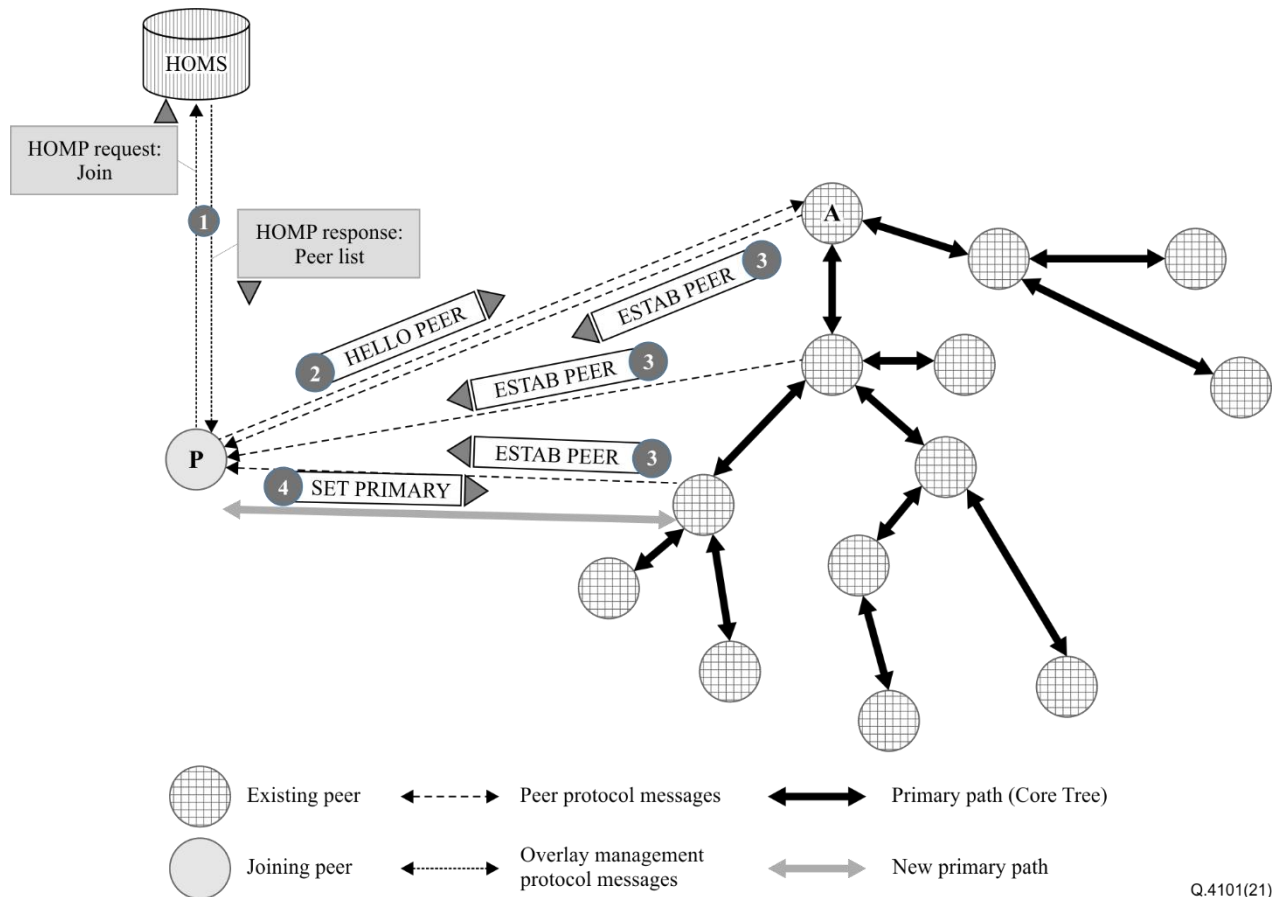 HOMS
HOMP request:
Join
1
HOMP response:
Peer list
A
3
ESTAB PEER
HELLO PEER
2
ESTAB PEER
3
ESTAB PEER
3
P
4
SET PRIMARY
Existing peer
Peer protocol messages
Primary path (Core Tree)
Joining peer
Overlay management
protocol messages
New primary path
Q.4101(21)